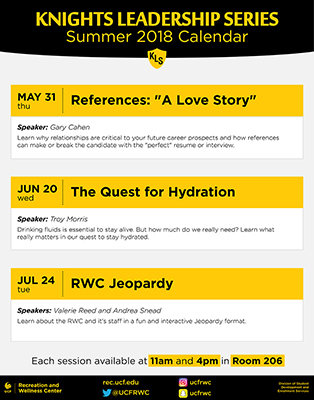 KNIGHTS LEADERSHIP SERIES
Summer 2018 Calendar
KLS
MAY 31
thu
References: "A Love Story"
Speaker: Gary Cahen
Learn why relationships are critical to your future career prospects and how references
can make or break the candidate with the "perfect" resume or interview.
JUN 20
wed
The Quest for Hydration
Speaker: Troy Morris
Drinking fluids is essential to stay alive. But how much do we really need? Learn what
really matters in our quest to stay hydrated.
JUL 24
tue
RWC Jeopardy
Speakers: Valerie Reed and Andrea Snead
Learn about the RWC and it's staff in a fun and interactive Jeopardy format.
Each session available at 11am and 4pm in Room 206
UCF
Recreation and
Wellness Center
rec.ucf.edu
@UCFRWC
ucfrwc
ucfrwc
Division of Student
Development and
Enrollment Services